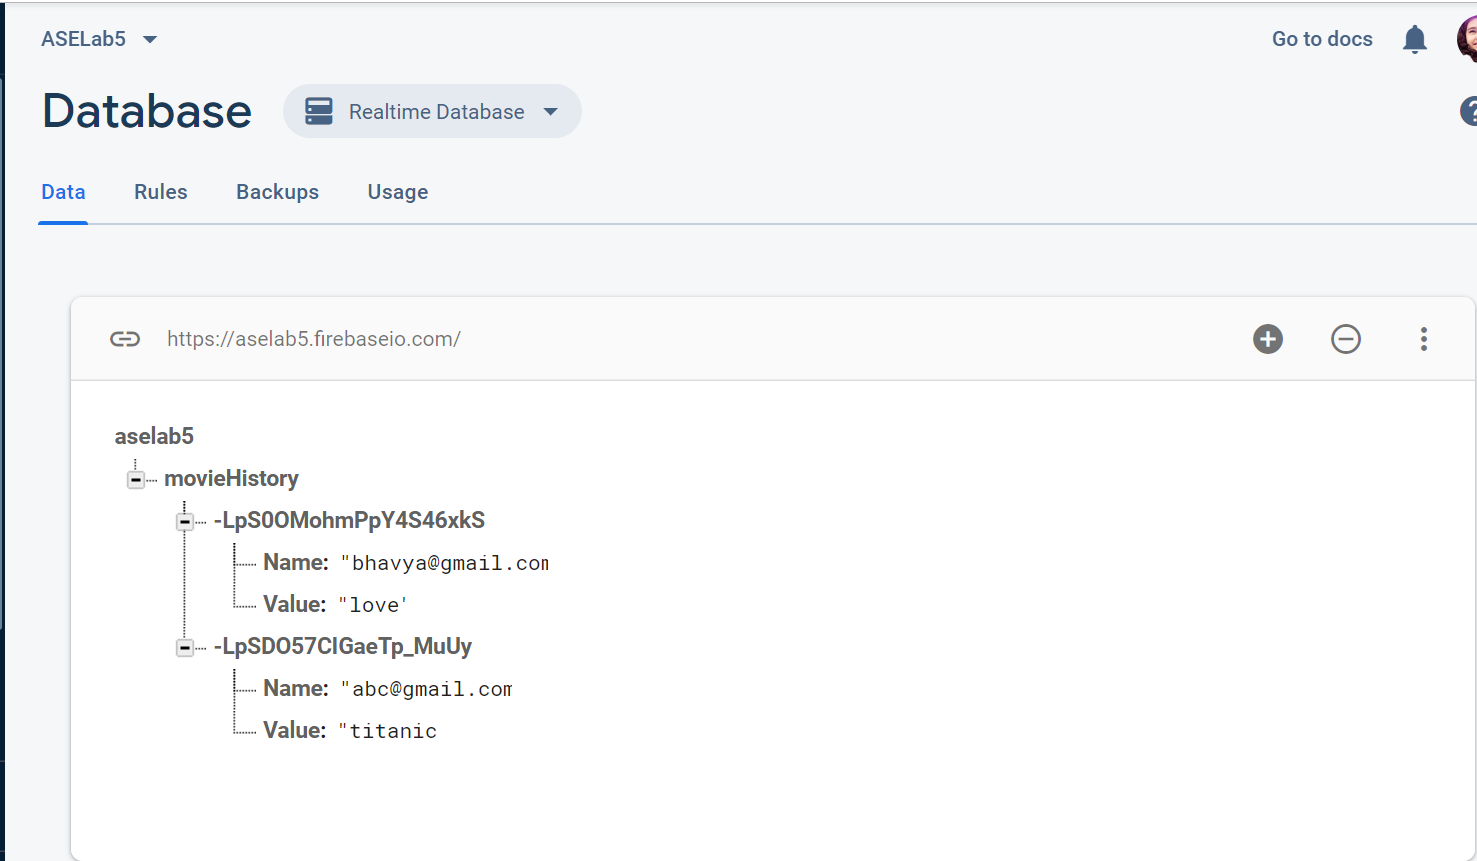 ASELab5 Go to docs
Database Realtime Database
Data Rules Backups Usage
https://aselab5.firebaseio.com/
aselab5
movieHistory
-LpS0OMohmPpY4S46xkS
Name: "bhavya@gmail.com
Value: "love'
-LpSDO57CIGaeTp_MuUy
Name: "abc@gmail.com
Value: "titanic